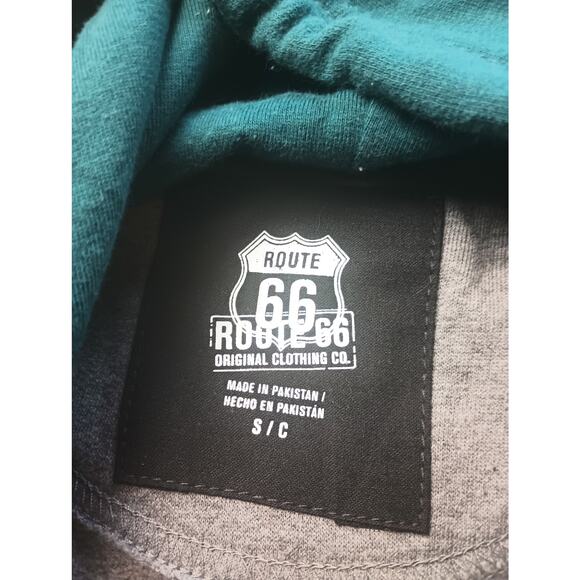 ROUTE
66
ROUTE 66
ORIGINAL CLOTHING CO.
MADE IN PAKISTAN /
HECHO EN PAKISTÁN
S / C